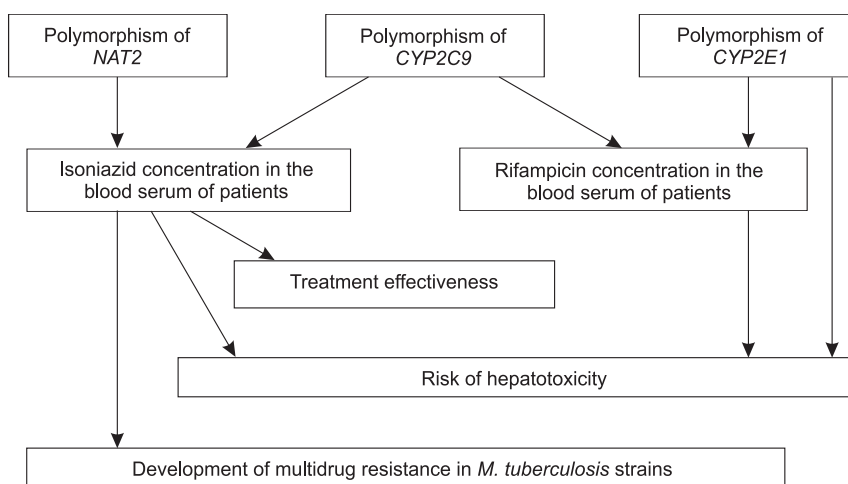 Polymorphism of
NAT2
Polymorphism of
CYP2C9
Polymorphism of
CYP2E1
Isoniazid concentration in the
blood serum of patients
Rifampicin concentration in the
blood serum of patients
Treatment effectiveness
Risk of hepatotoxicity
Development of multidrug resistance in M. tuberculosis strains